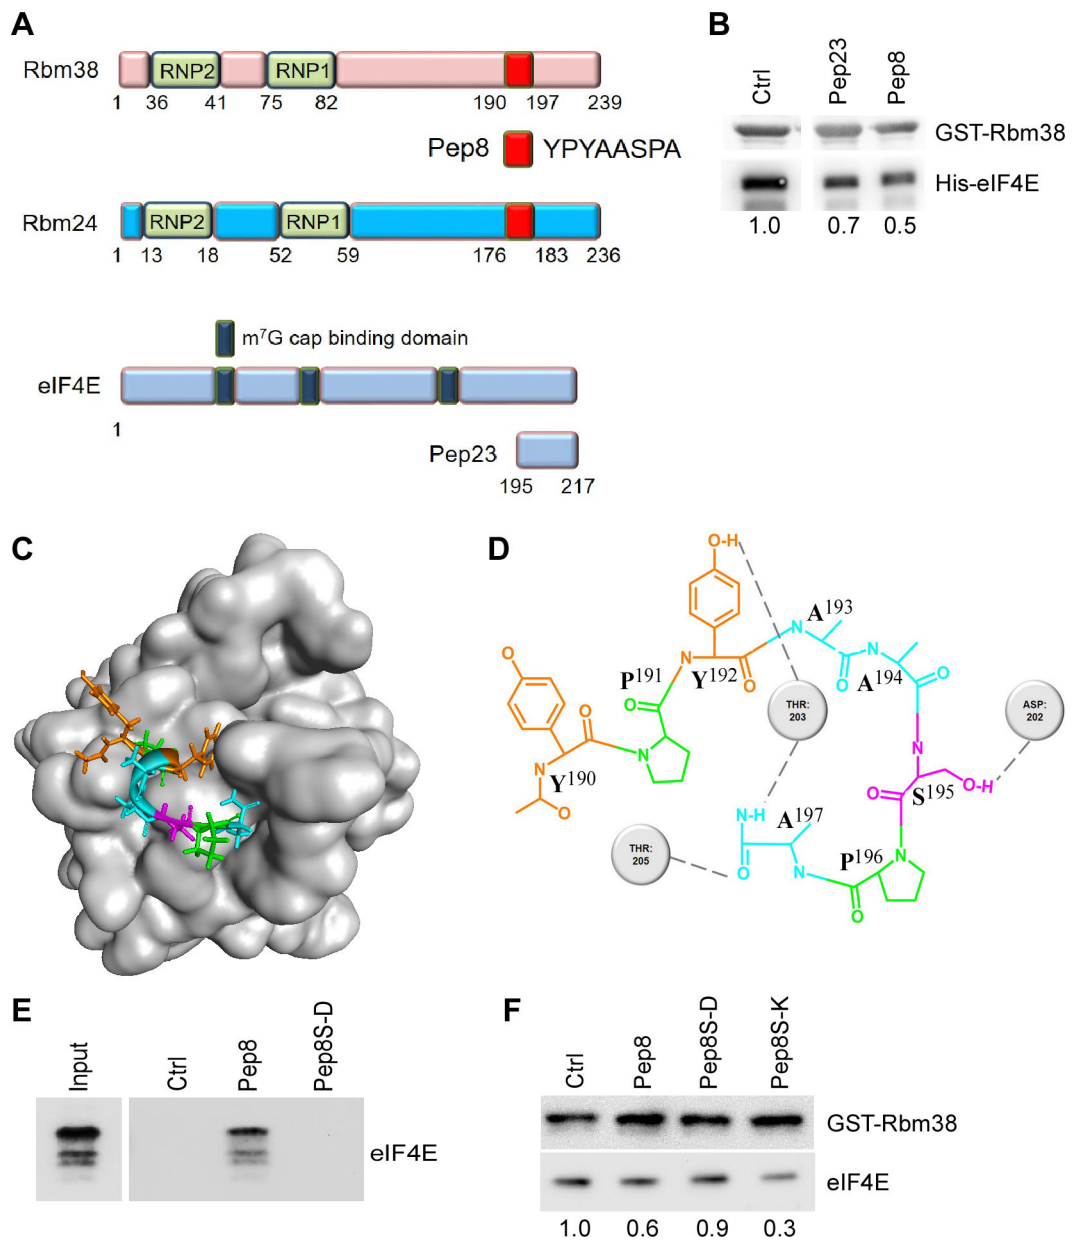 A
Rbm38
RNP2
RNP1
1 36 41 75 82 190 197 239
Pep8 YPYAASPA
Rbm24
RNP2
RNP1
1 13 18 52 59 176 183 236
m⁷G cap binding domain
eIF4E
1
Pep23
195 217
B
Ctrl
Pep23
Pep8
GST-Rbm38
His-eIF4E
1.0 0.7 0.5
C
D
O-H
N
A¹⁹³
N
O
A¹⁹⁴
O
P¹⁹¹
N
Y¹⁹²
O
O
O
THR:
203
ASP:
202
N
S¹⁹⁵
O-H
O
N
Y¹⁹⁰
O
N
O
N-H
A¹⁹⁷
O
N
THR:
205
P¹⁹⁶
N
O
E
Input
Ctrl
Pep8
Pep8S-D
eIF4E
F
Ctrl
Pep8
Pep8S-D
Pep8S-K
GST-Rbm38
eIF4E
1.0 0.6 0.9 0.3